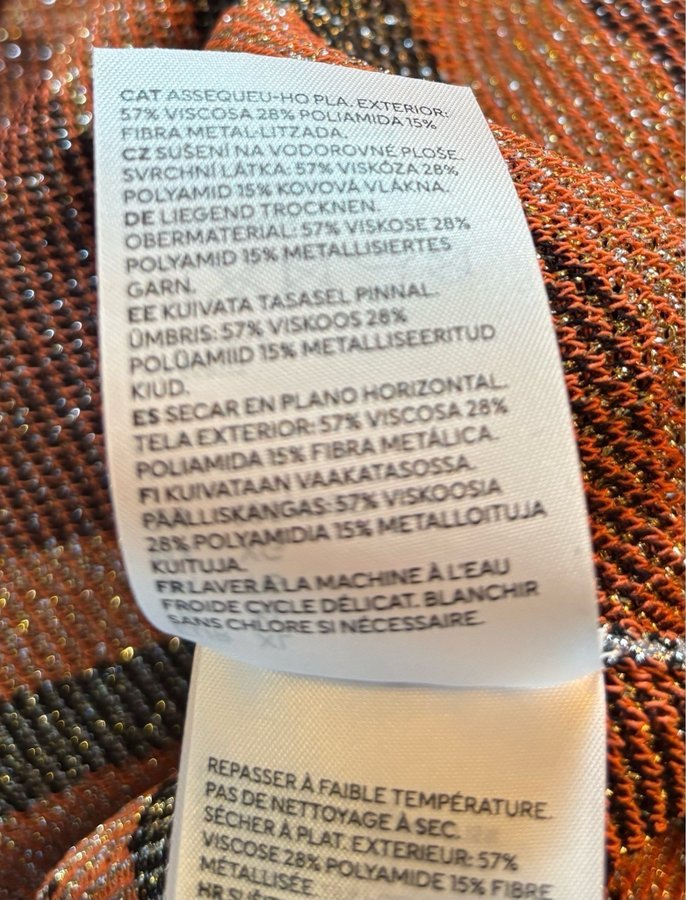 CAT ASSEQUEU-HO PLA. EXTERIOR:
57% VISCOSA 28% POLIAMIDA 15%
FIBRA METAL·LITZADA.
CZ SUŠENÍ NA VODOROVNÉ PLOŠE.
SVRCHNÍ LÁTKA: 57% VISKÓZA 28%
POLYAMID 15% KOVOVÁ VLÁKNA.
DE LIEGEND TROCKNEN.
OBERMATERIAL: 57% VISKOSE 28%
POLYAMID 15% METALLISIERTES
GARN.
EE KUIVATA TASASEL PINNAL.
ÜMBRIS: 57% VISKOOS 28%
POLÜAMIID 15% METALLISEERITUD
KIUD.
ES SECAR EN PLANO HORIZONTAL.
TELA EXTERIOR: 57% VISCOSA 28%
POLIAMIDA 15% FIBRA METÁLICA.
FI KUIVATAAN VAAKATASOSSA.
PÄÄLLISKANGAS: 57% VISKOOSIA
28% POLYAMIDIA 15% METALLOITUJA
KUITUJA.
FR LAVER À LA MACHINE À L'EAU
FROIDE CYCLE DÉLICAT. BLANCHIR
SANS CHLORE SI NÉCESSAIRE.
REPASSER À FAIBLE TEMPÉRATURE.
PAS DE NETTOYAGE À SEC.
SÉCHER À PLAT. EXTERIEUR: 57%
VISCOSE 28% POLYAMIDE 15% FIBRE
MÉTALLISÉE.
HR